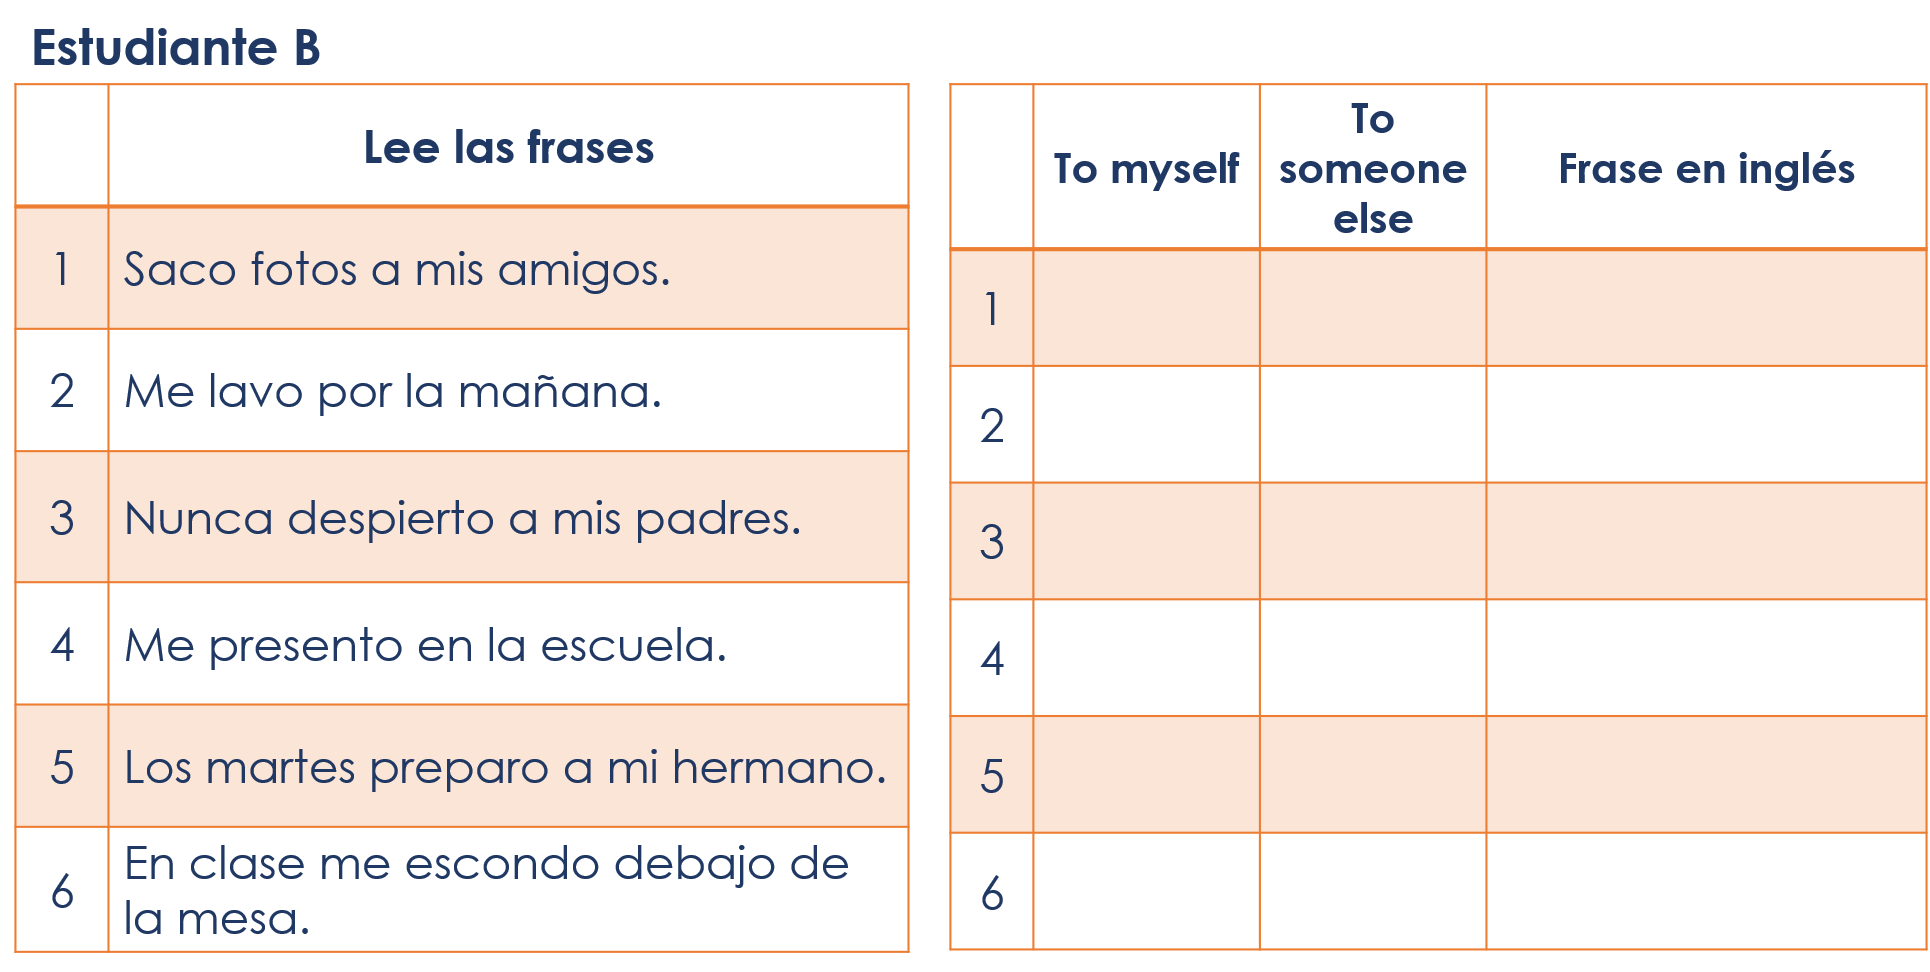 Estudiante B
Lee las frases
1 Saco fotos a mis amigos.
2 Me lavo por la mañana.
3 Nunca despierto a mis padres.
4 Me presento en la escuela.
5 Los martes preparo a mi hermano.
6 En clase me escondo debajo de
la mesa.
To myself
To
someone
else
Frase en inglés
1
2
3
4
5
6